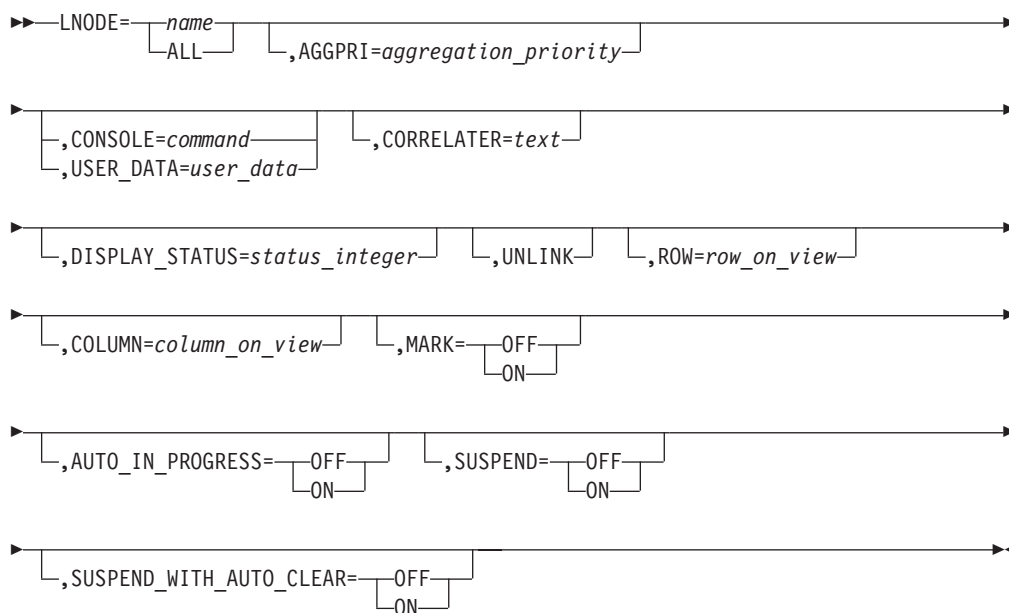 LNODE= name
ALL ,AGGPRI=aggregation_priority
,CONSOLE=command ,CORRELATER=text
,USER_DATA=user_data
,DISPLAY_STATUS=status_integer ,UNLINK ,ROW=row_on_view
,COLUMN=column_on_view ,MARK= OFF
ON
,AUTO_IN_PROGRESS= OFF ,SUSPEND= OFF
ON ON
,SUSPEND_WITH_AUTO_CLEAR= OFF
ON